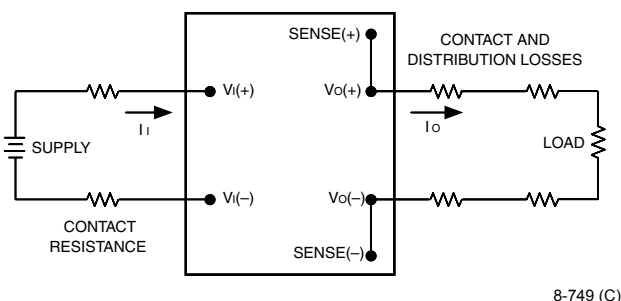 SENSE(+)
CONTACT AND
DISTRIBUTION LOSSES
VI(+)
VO(+)
II
IO
SUPPLY
LOAD
VI(–)
VO(–)
CONTACT
RESISTANCE
SENSE(–)
8-749 (C)